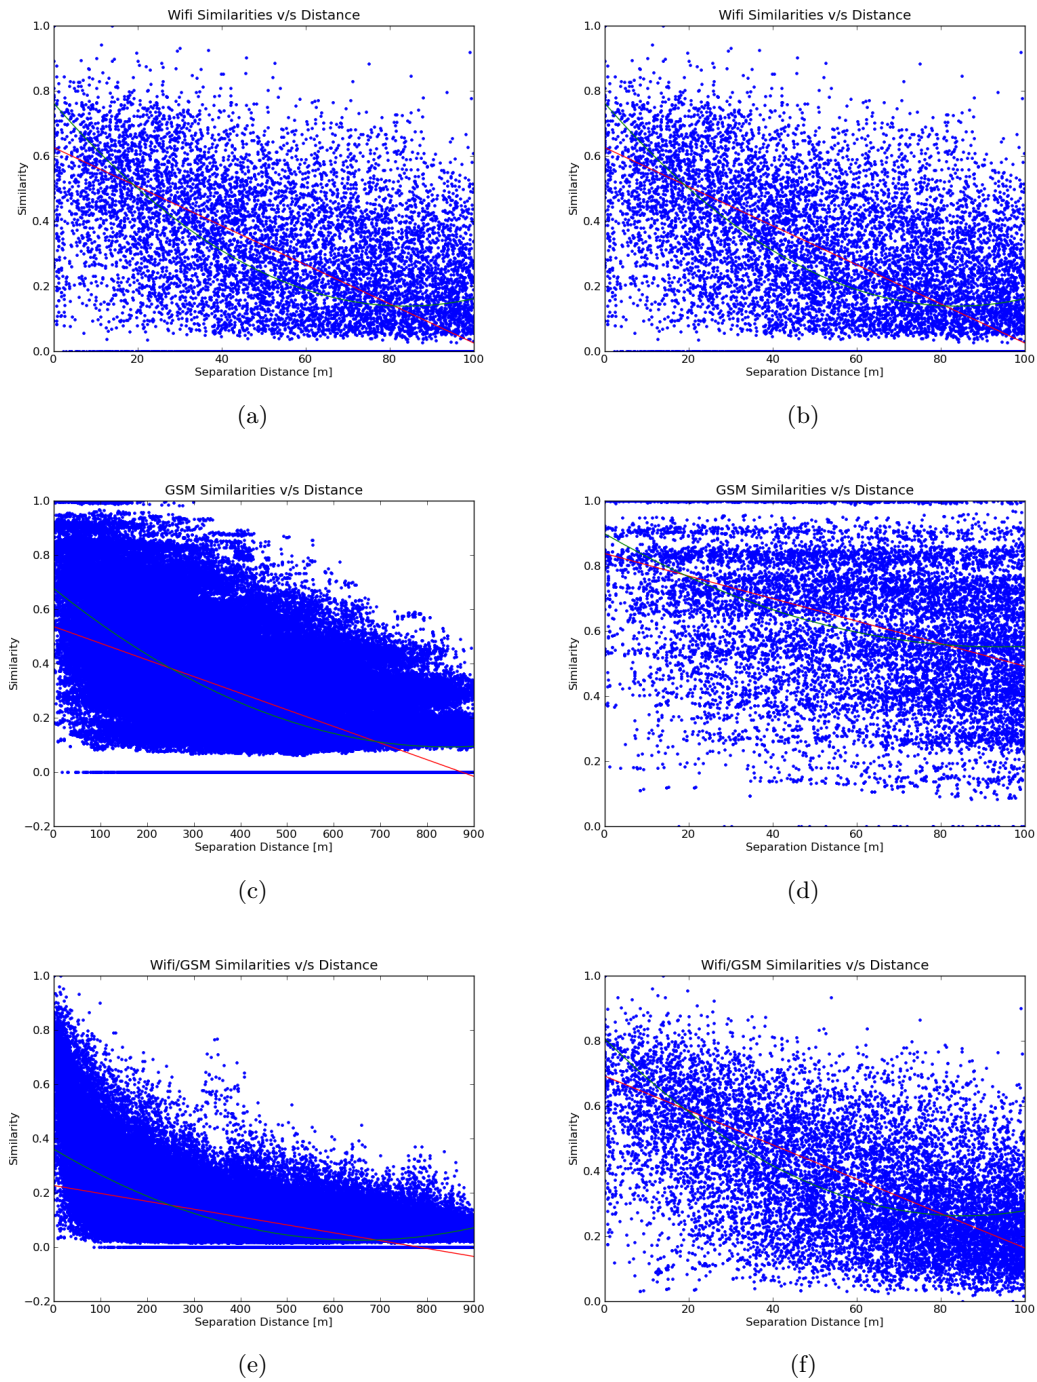 Wifi Similarities v/s Distance
1.0
0.8
0.6
0.4
0.2
0.0
Similarity
0 20 40 60 80 100
Separation Distance [m]
(a)
Wifi Similarities v/s Distance
1.0
0.8
0.6
0.4
0.2
0.0
Similarity
0 20 40 60 80 100
Separation Distance [m]
(b)
GSM Similarities v/s Distance
1.0
0.8
0.6
0.4
0.2
0.0
−0.2
Similarity
0 100 200 300 400 500 600 700 800 900
Separation Distance [m]
(c)
GSM Similarities v/s Distance
1.0
0.8
0.6
0.4
0.2
0.0
Similarity
0 20 40 60 80 100
Separation Distance [m]
(d)
Wifi/GSM Similarities v/s Distance
1.0
0.8
0.6
0.4
0.2
0.0
−0.2
Similarity
0 100 200 300 400 500 600 700 800 900
Separation Distance [m]
(e)
Wifi/GSM Similarities v/s Distance
1.0
0.8
0.6
0.4
0.2
0.0
Similarity
0 20 40 60 80 100
Separation Distance [m]
(f)